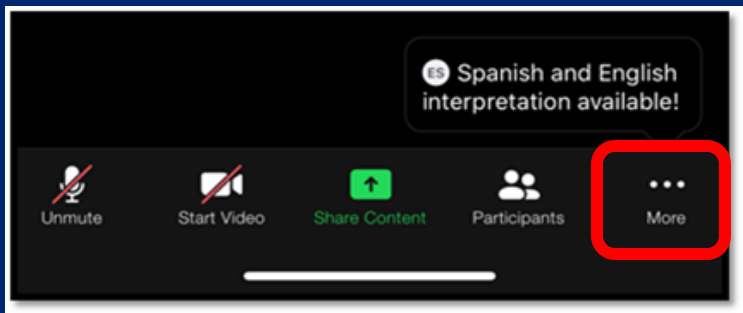 ES Spanish and English
interpretation available!
Unmute
Start Video
Share Content
Participants
More